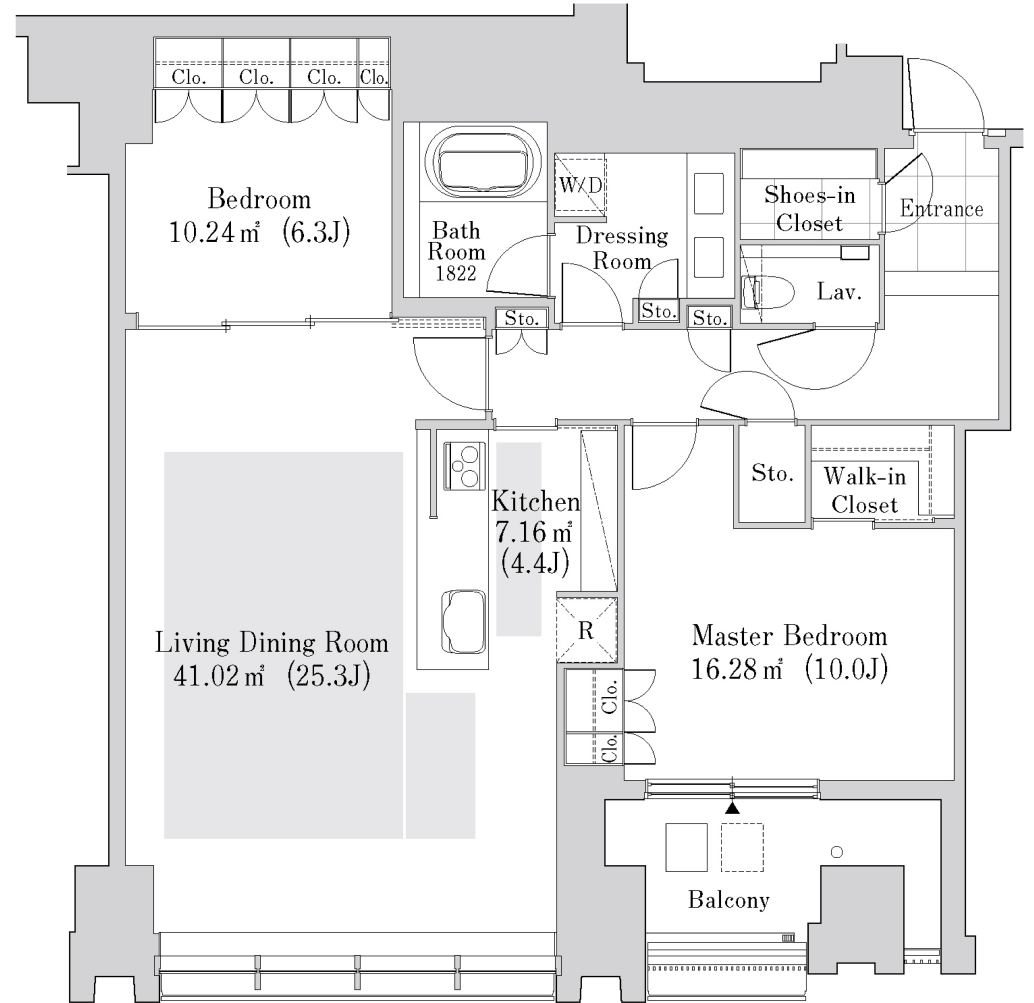 Clo.
Clo.
Clo.
Clo.
Bedroom
10.24㎡ (6.3J)
Bath
Room
1822
W/D
Dressing
Room
Shoes-in
Closet
Entrance
Lav.
Sto.
Sto.
Sto.
Kitchen
7.16㎡
(4.4J)
Sto.
Walk-in
Closet
Living Dining Room
41.02㎡ (25.3J)
R
Master Bedroom
16.28㎡ (10.0J)
Clo.
Clo.
Balcony